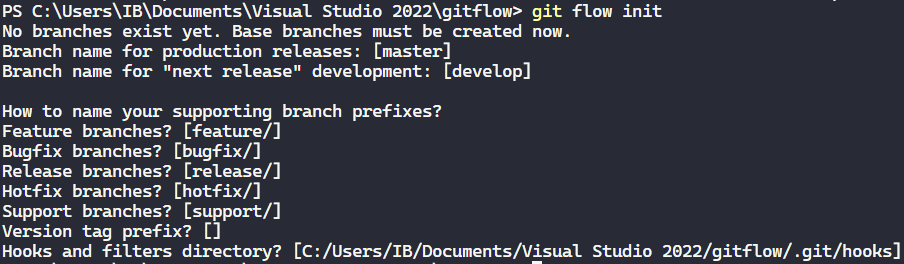 PS C:\Users\IB\Documents\Visual Studio 2022\gitflow> git flow init
No branches exist yet. Base branches must be created now.
Branch name for production releases: [master]
Branch name for "next release" development: [develop]
How to name your supporting branch prefixes?
Feature branches? [feature/]
Bugfix branches? [bugfix/]
Release branches? [release/]
Hotfix branches? [hotfix/]
Support branches? [support/]
Version tag prefix? []
Hooks and filters directory? [C:/Users/IB/Documents/Visual Studio 2022/gitflow/.git/hooks]